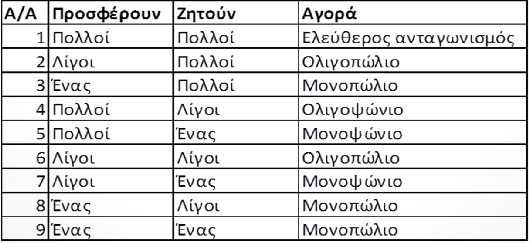 Α/Α Προσφέρουν Ζητούν Αγορά
1 Πολλοί Πολλοί Ελεύθερος ανταγωνισμός
2 Λίγοι Πολλοί Ολιγοπώλιο
3 Ένας Πολλοί Μονοπώλιο
4 Πολλοί Λίγοι Ολιγοψώνιο
5 Πολλοί Ένας Μονοψώνιο
6 Λίγοι Λίγοι Ολιγοπώλιο
7 Λίγοι Ένας Μονοψώνιο
8 Ένας Λίγοι Μονοπώλιο
9 Ένας Ένας Μονοπώλιο